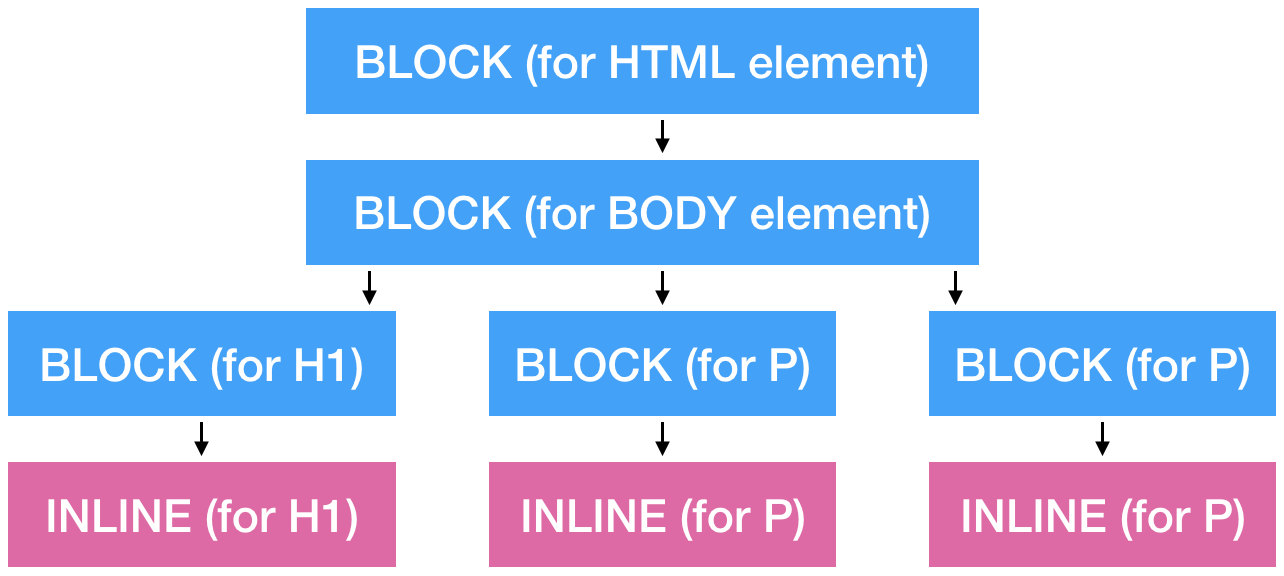 BLOCK (for HTML element)
BLOCK (for BODY element)
BLOCK (for H1)
BLOCK (for P)
BLOCK (for P)
INLINE (for H1)
INLINE (for P)
INLINE (for P)